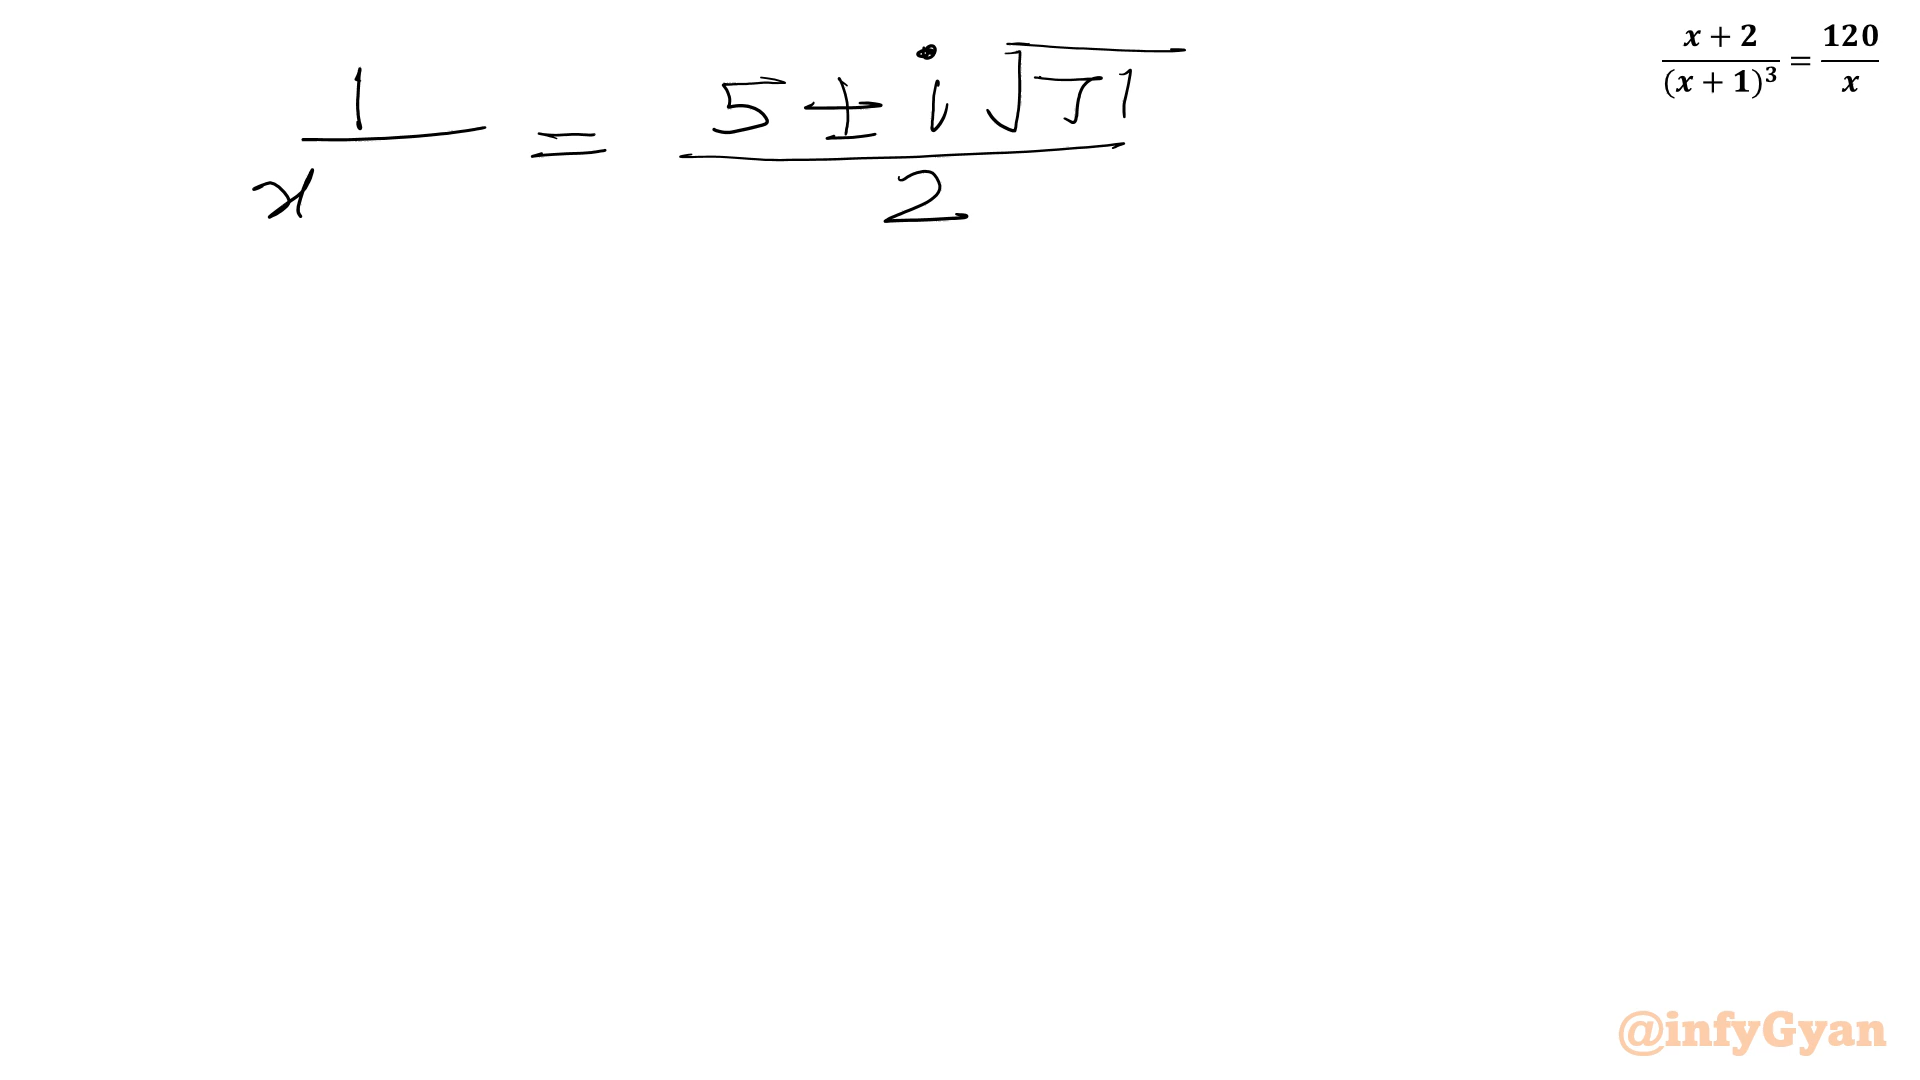 1/x = (5 ± i√71)/2
(x + 2)/(x + 1)³ = 120/x
@infyGyan